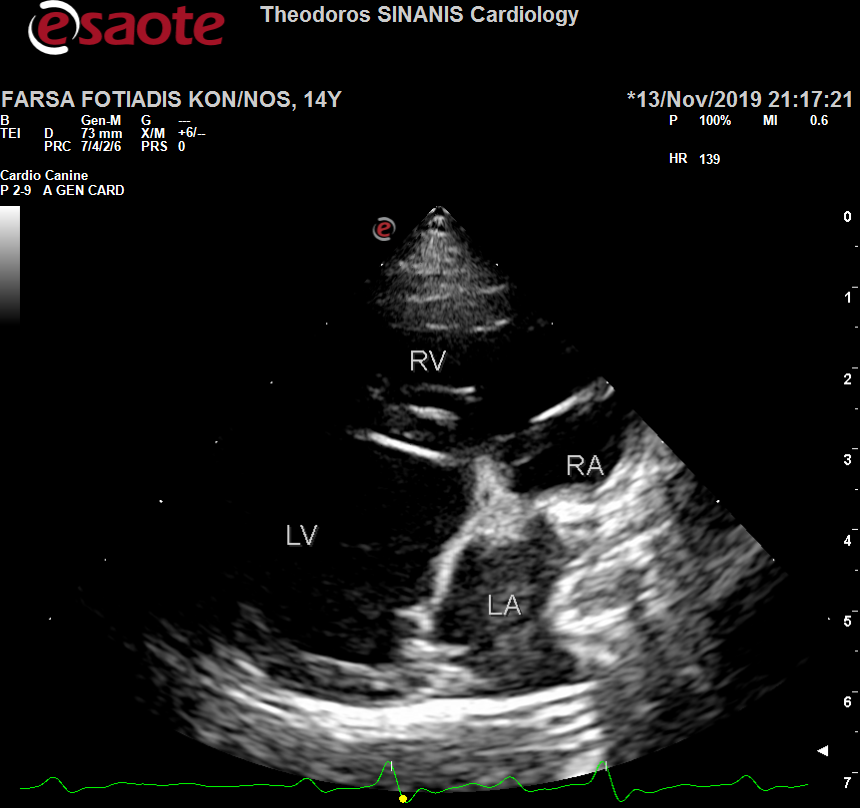 esaote
Theodoros SINANIS Cardiology
FARSA FOTIADIS KON/NOS, 14Y
*13/Nov/2019 21:17:21
B Gen-M G ---
TEI D 73 mm X/M +6/--
PRC 7/4/2/6 PRS 0
P 100% MI 0.6
HR 139
Cardio Canine
P 2-9 A GEN CARD
e
0
1
RV
2
3
RA
LV
4
LA
5
6
7